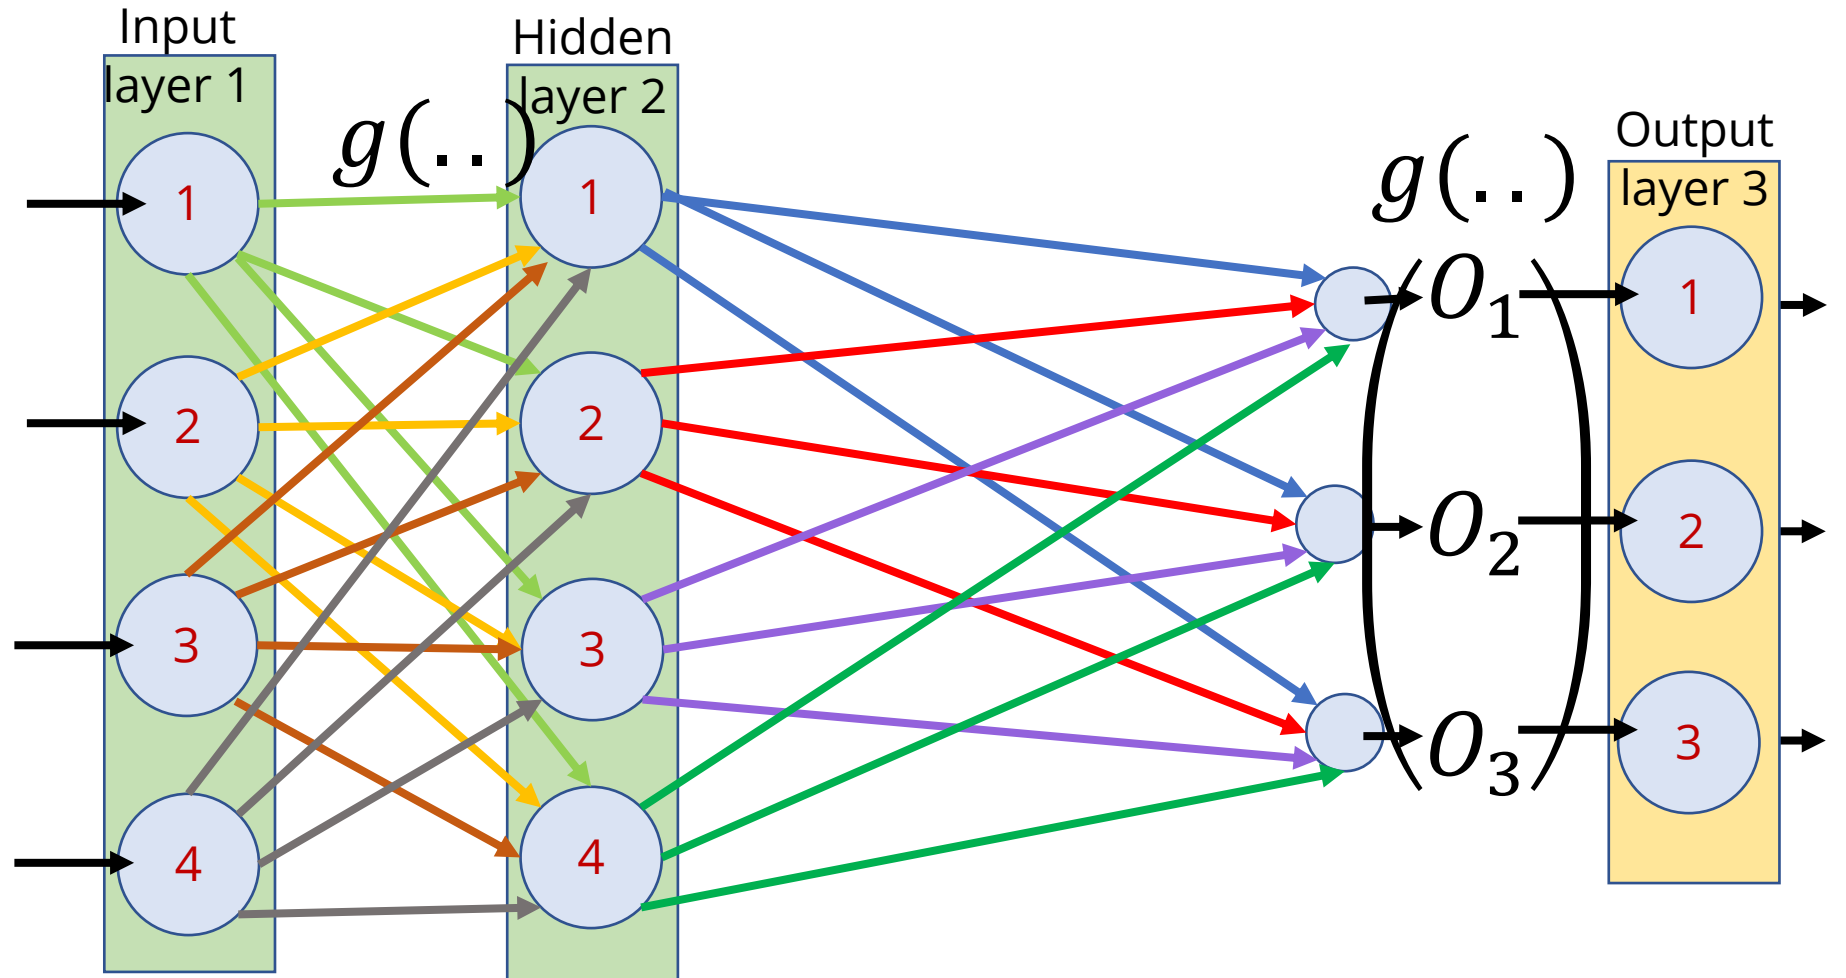 Input
layer 1
Hidden
layer 2
g(..)
Output
layer 3
g(..)
1
2
3
4
1
2
3
4
O₁
O₂
O₃
1
2
3